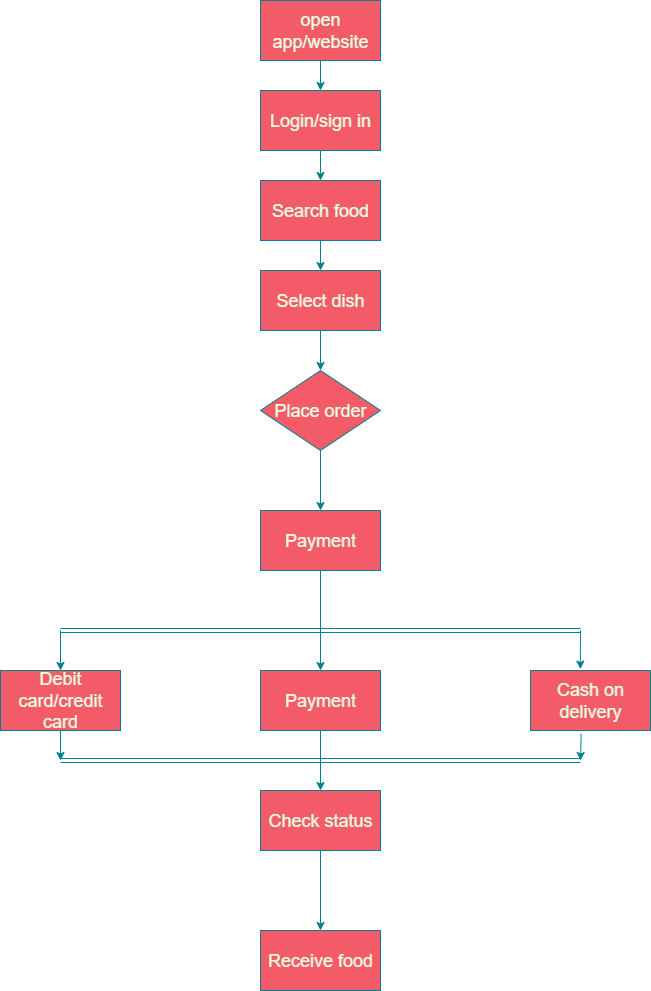 open
app/website
Login/sign in
Search food
Select dish
Place order
Payment
Debit
card/credit
card
Payment
Cash on
delivery
Check status
Receive food